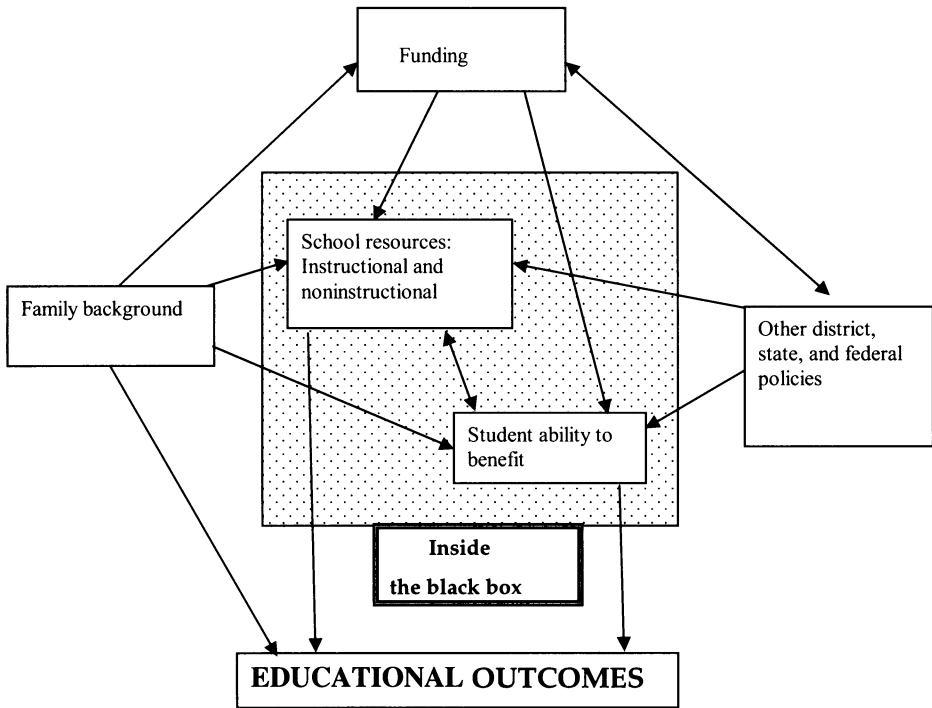 Funding
School resources:
Instructional and
noninstructional
Family background
Other district,
state, and federal
policies
Student ability to
benefit
Inside
the black box
EDUCATIONAL OUTCOMES